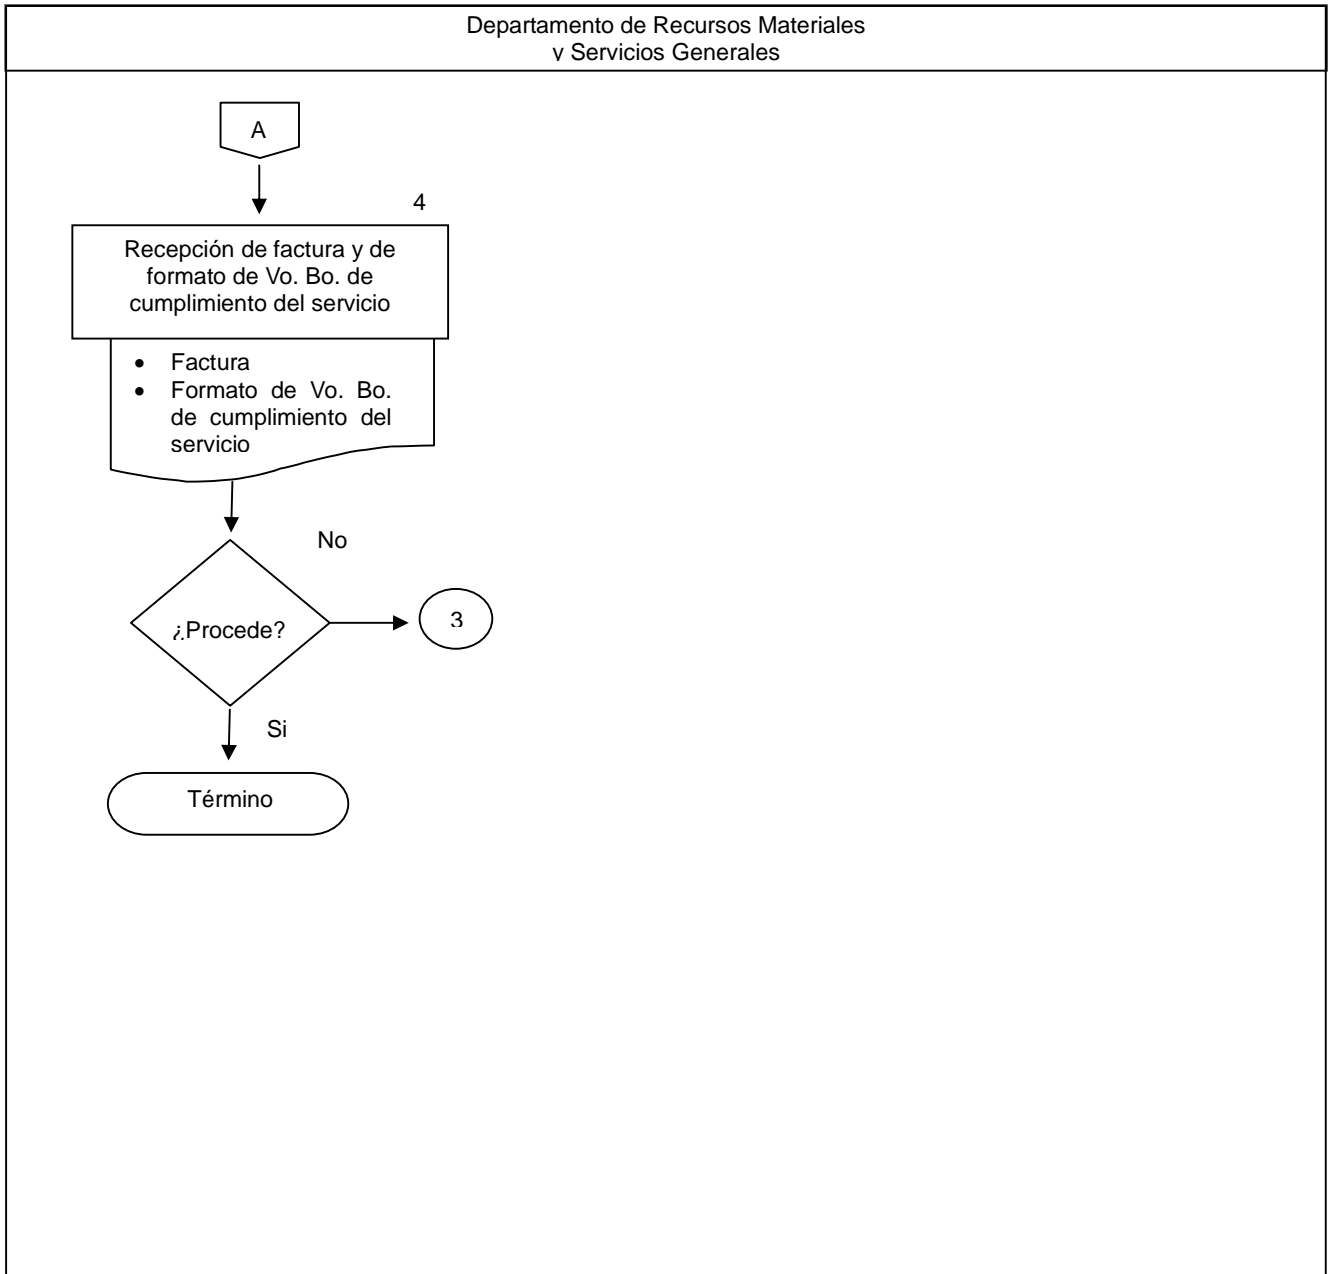 Departamento de Recursos Materiales
y Servicios Generales
A
4
Recepción de factura y de
formato de Vo. Bo. de
cumplimiento del servicio
• Factura
• Formato de Vo. Bo.
de cumplimiento del
servicio
No
¿Procede?
3
Si
Término